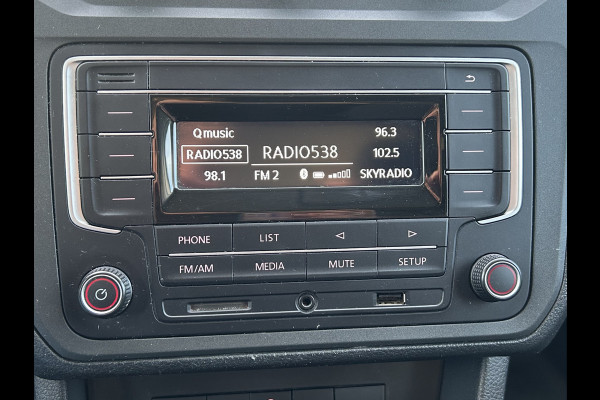 Qmusic 96.3
RADIO538 RADIO538 102.5
98.1 FM 2 SKYRADIO
PHONE LIST
FM/AM MEDIA MUTE SETUP